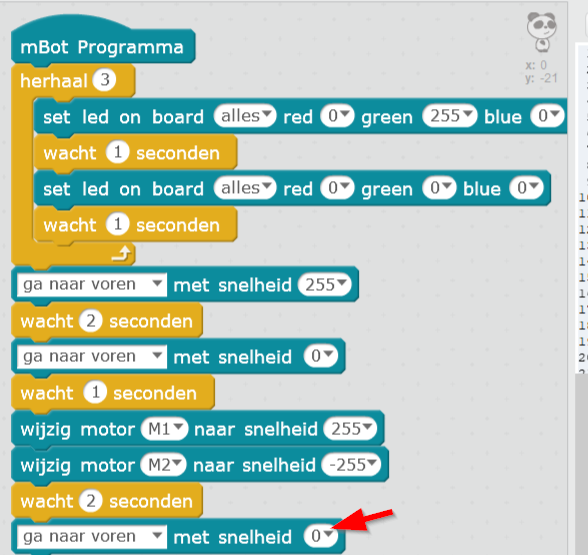 mBot Programma
x: 0
y: -21
herhaal 3
set led on board alles red 0 green 255 blue 0
wacht 1 seconden
set led on board alles red 0 green 0 blue 0
wacht 1 seconden
ga naar voren met snelheid 255
wacht 2 seconden
ga naar voren met snelheid 0
wacht 1 seconden
wijzig motor M1 naar snelheid 255
wijzig motor M2 naar snelheid -255
wacht 2 seconden
ga naar voren met snelheid 0